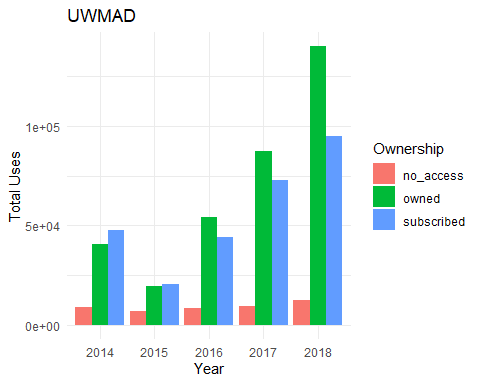 UWMAD
Total Uses
1e+05
5e+04
0e+00
2014 2015 2016 2017 2018
Year
Ownership
no_access
owned
subscribed